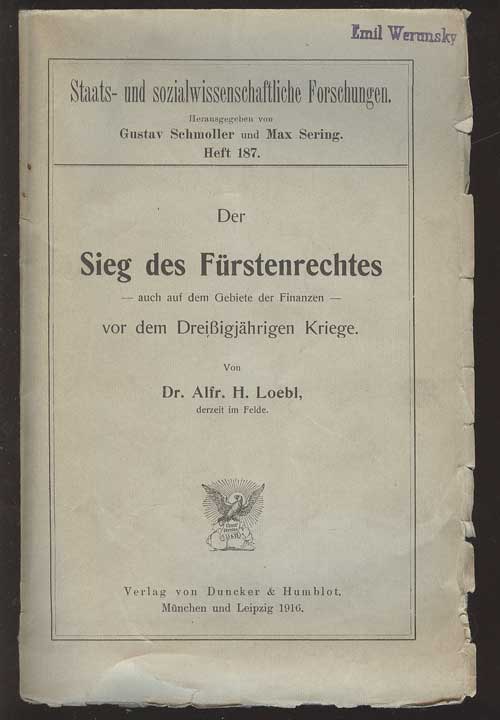 Emil Werunsky
Staats- und sozialwissenschaftliche Forschungen.
Herausgegeben von
Gustav Schmoller und Max Sering.
Heft 187.
Der
Sieg des Fürstenrechtes
— auch auf dem Gebiete der Finanzen —
vor dem Dreißigjährigen Kriege.
Von
Dr. Alfr. H. Loebl,
derzeit im Felde.
Verlag von Duncker & Humblot.
München und Leipzig 1916.